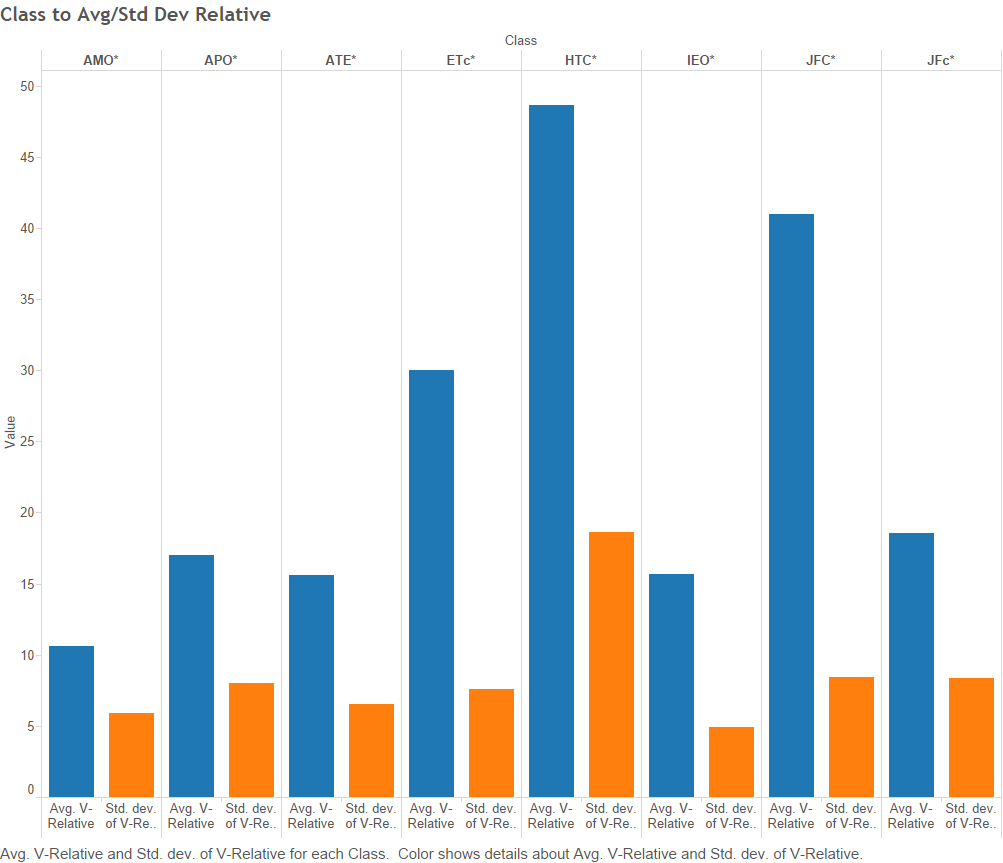 Class to Avg/Std Dev Relative
Class
AMO* APO* ATE* ETc* HTC* IEO* JFC* JFc*
50
45
40
35
30
25
20
15
10
5
0
Value
Avg. V- Std. dev. Avg. V- Std. dev. Avg. V- Std. dev. Avg. V- Std. dev. Avg. V- Std. dev. Avg. V- Std. dev. Avg. V- Std. dev. Avg. V- Std. dev.
Relative of V-Re.. Relative of V-Re.. Relative of V-Re.. Relative of V-Re.. Relative of V-Re.. Relative of V-Re.. Relative of V-Re.. Relative of V-Re..
Avg. V-Relative and Std. dev. of V-Relative for each Class.  Color shows details about Avg. V-Relative and Std. dev. of V-Relative.